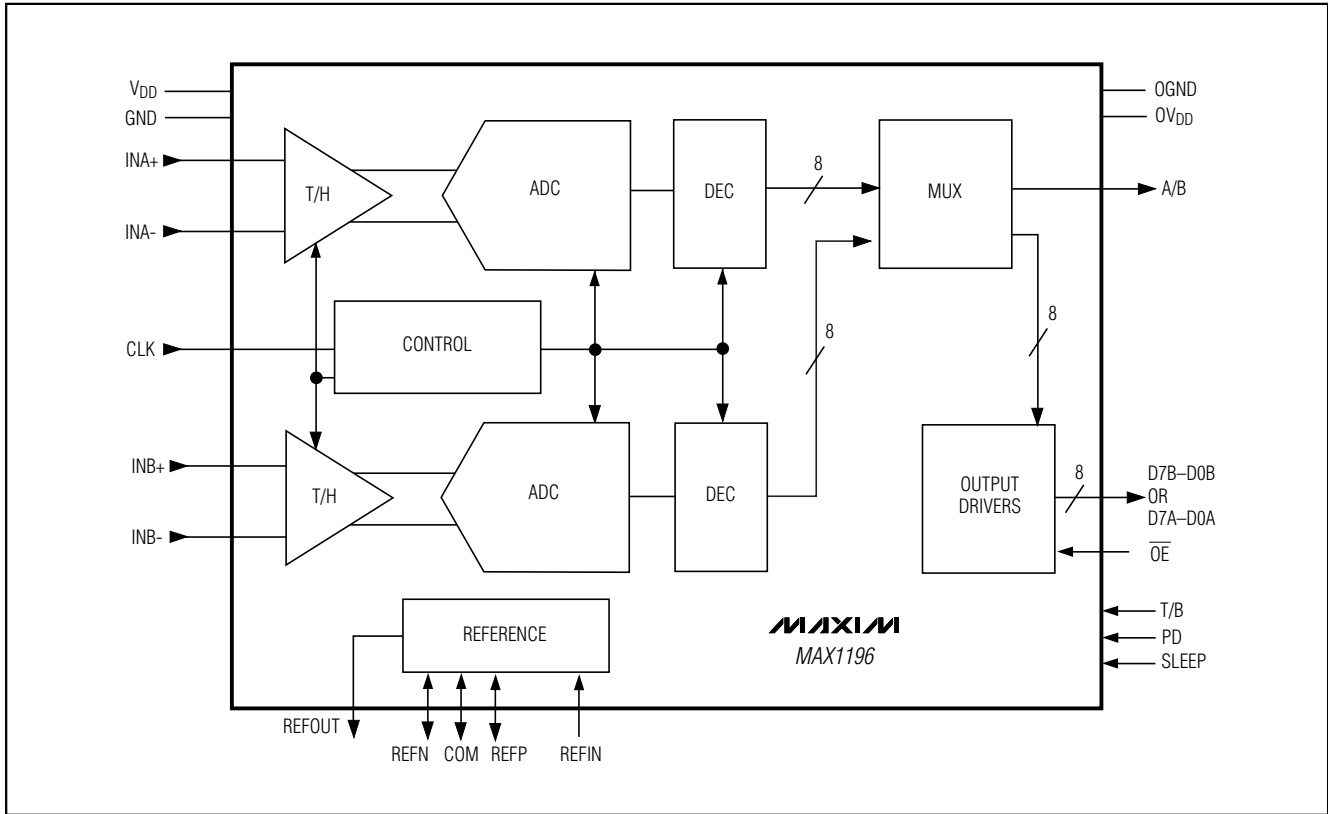 VDD
GND
INA+
INA-
CLK
INB+
INB-
T/H
ADC
DEC
8
MUX
OGND
OVDD
A/B
CONTROL
8
8
T/H
ADC
DEC
OUTPUT
DRIVERS
8
D7B–D0B
OR
D7A–D0A
OE
T/B
PD
SLEEP
REFERENCE
MAXIM
MAX1196
REFOUT
REFN
COM
REFP
REFIN